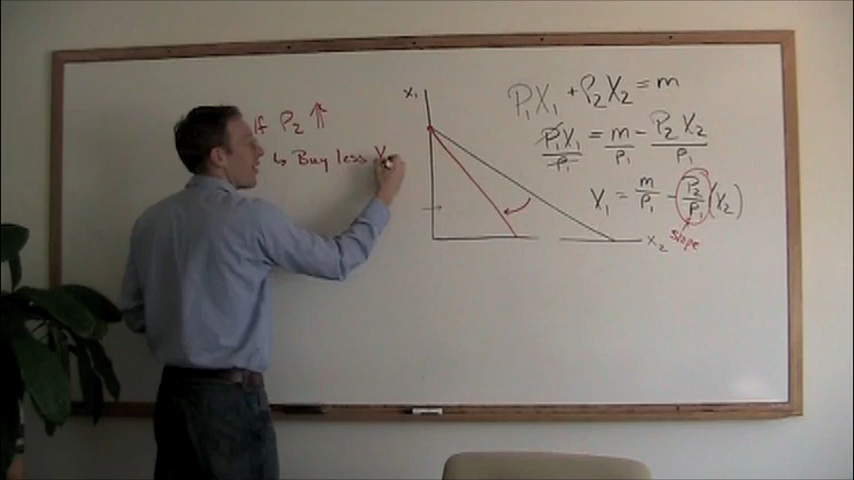 If P2 ↑
↳ Buy less X
X1
X2
P1X1 + P2X2 = m
P1X1/P1 = m/P1 - P2X2/P1
X1 = m/P1 - P2/P1 (X2)
slope